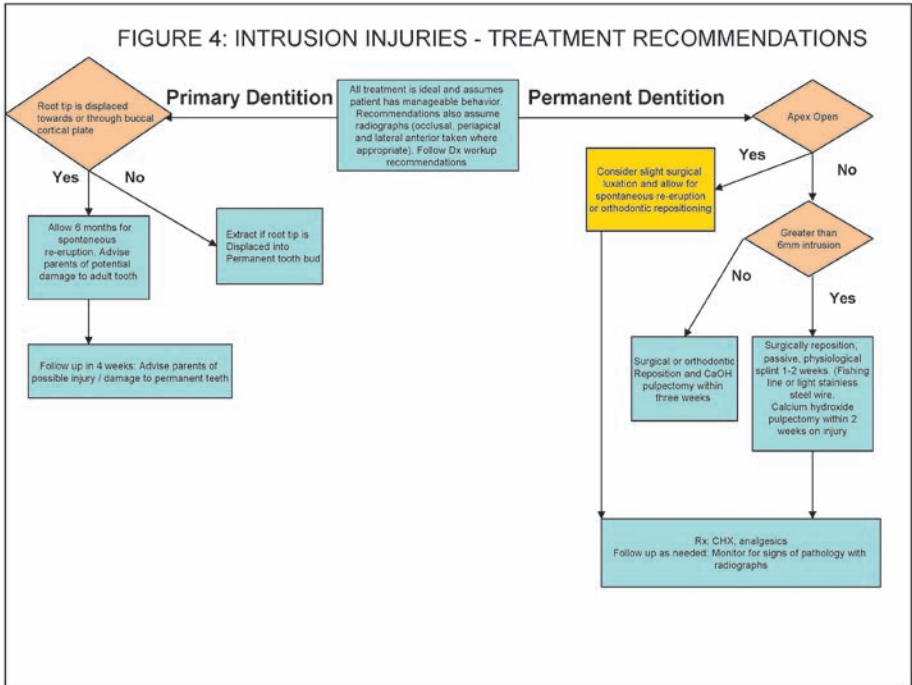 FIGURE 4: INTRUSION INJURIES - TREATMENT RECOMMENDATIONS
Root tip is displaced
towards or through buccal
cortical plate
Primary Dentition
All treatment is ideal and assumes
patient has manageable behavior.
Recommendations also assume
radiographs (occlusal, periapical
and lateral anterior taken where
appropriate). Follow Dx workup
recommendations
Permanent Dentition
Apex Open
Yes
No
Allow 6 months for
spontaneous
re-eruption. Advise
parents of potential
damage to adult tooth
Extract if root tip is
Displaced into
Permanent tooth bud
Follow up in 4 weeks: Advise parents of
possible injury / damage to permanent teeth
Yes
No
Consider slight surgical
luxation and allow for
spontaneous re-eruption
or orthodontic repositioning
Greater than
6mm intrusion
No
Yes
Surgical or orthodontic
Reposition and CaOH
pulpectomy within
three weeks
Surgically reposition,
passive, physiological
splint 1-2 weeks. (Fishing
line or light stainless
steel wire.
Calcium hydroxide
pulpectomy within 2
weeks on injury
Rx: CHX, analgesics
Follow up as needed: Monitor for signs of pathology with
radiographs